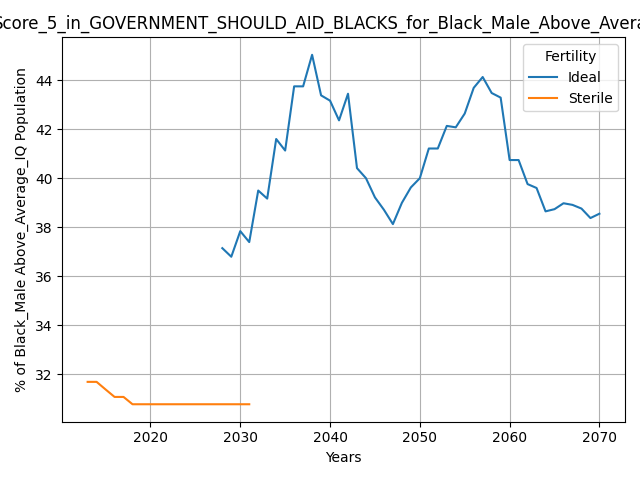 Score_5_in_GOVERNMENT_SHOULD_AID_BLACKS_for_Black_Male_Above_Avera
Fertility
Ideal
Sterile
% of Black_Male Above_Average_IQ Population
44
42
40
38
36
34
32
2020
2030
2040
2050
2060
2070
Years